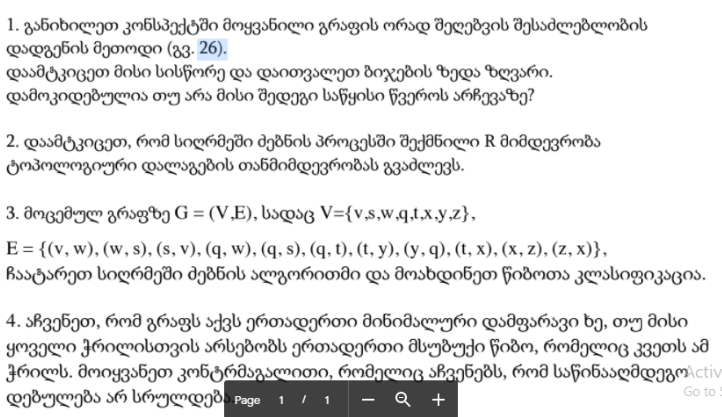 1. განიხილეთ კონსპექტში მოყვანილი გრაფის ორად შეღებვის შესაძლებლობის
დადგენის მეთოდი (გვ. 26).
დაამტკიცეთ მისი სისწორე და დაითვალეთ ბიჯების ზედა ზღვარი.
დამოკიდებულია თუ არა მისი შედეგი საწყისი წვეროს არჩევაზე?
2. დაამტკიცეთ, რომ სიღრმეში ძებნის პროცესში შექმნილი R მიმდევრობა
ტოპოლოგიური დალაგების თანმიმდევრობას გვაძლევს.
3. მოცემულ გრაფზე G = (V,E), სადაც V={v,s,w,q,t,x,y,z},
E = {(v, w), (w, s), (s, v), (q, w), (q, s), (q, t), (t, y), (y, q), (t, x), (x, z), (z, x)},
ჩაატარეთ სიღრმეში ძებნის ალგორითმი და მოახდინეთ წიბოთა კლასიფიკაცია.
4. აჩვენეთ, რომ გრაფს აქვს ერთადერთი მინიმალური დამფარავი ხე, თუ მისი
ყოველი ჭრილისთვის არსებობს ერთადერთი მსუბუქი წიბო, რომელიც კვეთს ამ
ჭრილს. მოიყვანეთ კონტრმაგალითი, რომელიც აჩვენებს, რომ საწინააღმდეგო
დებულება არ სრულდება
Page 1 / 1
Activ
Go to S